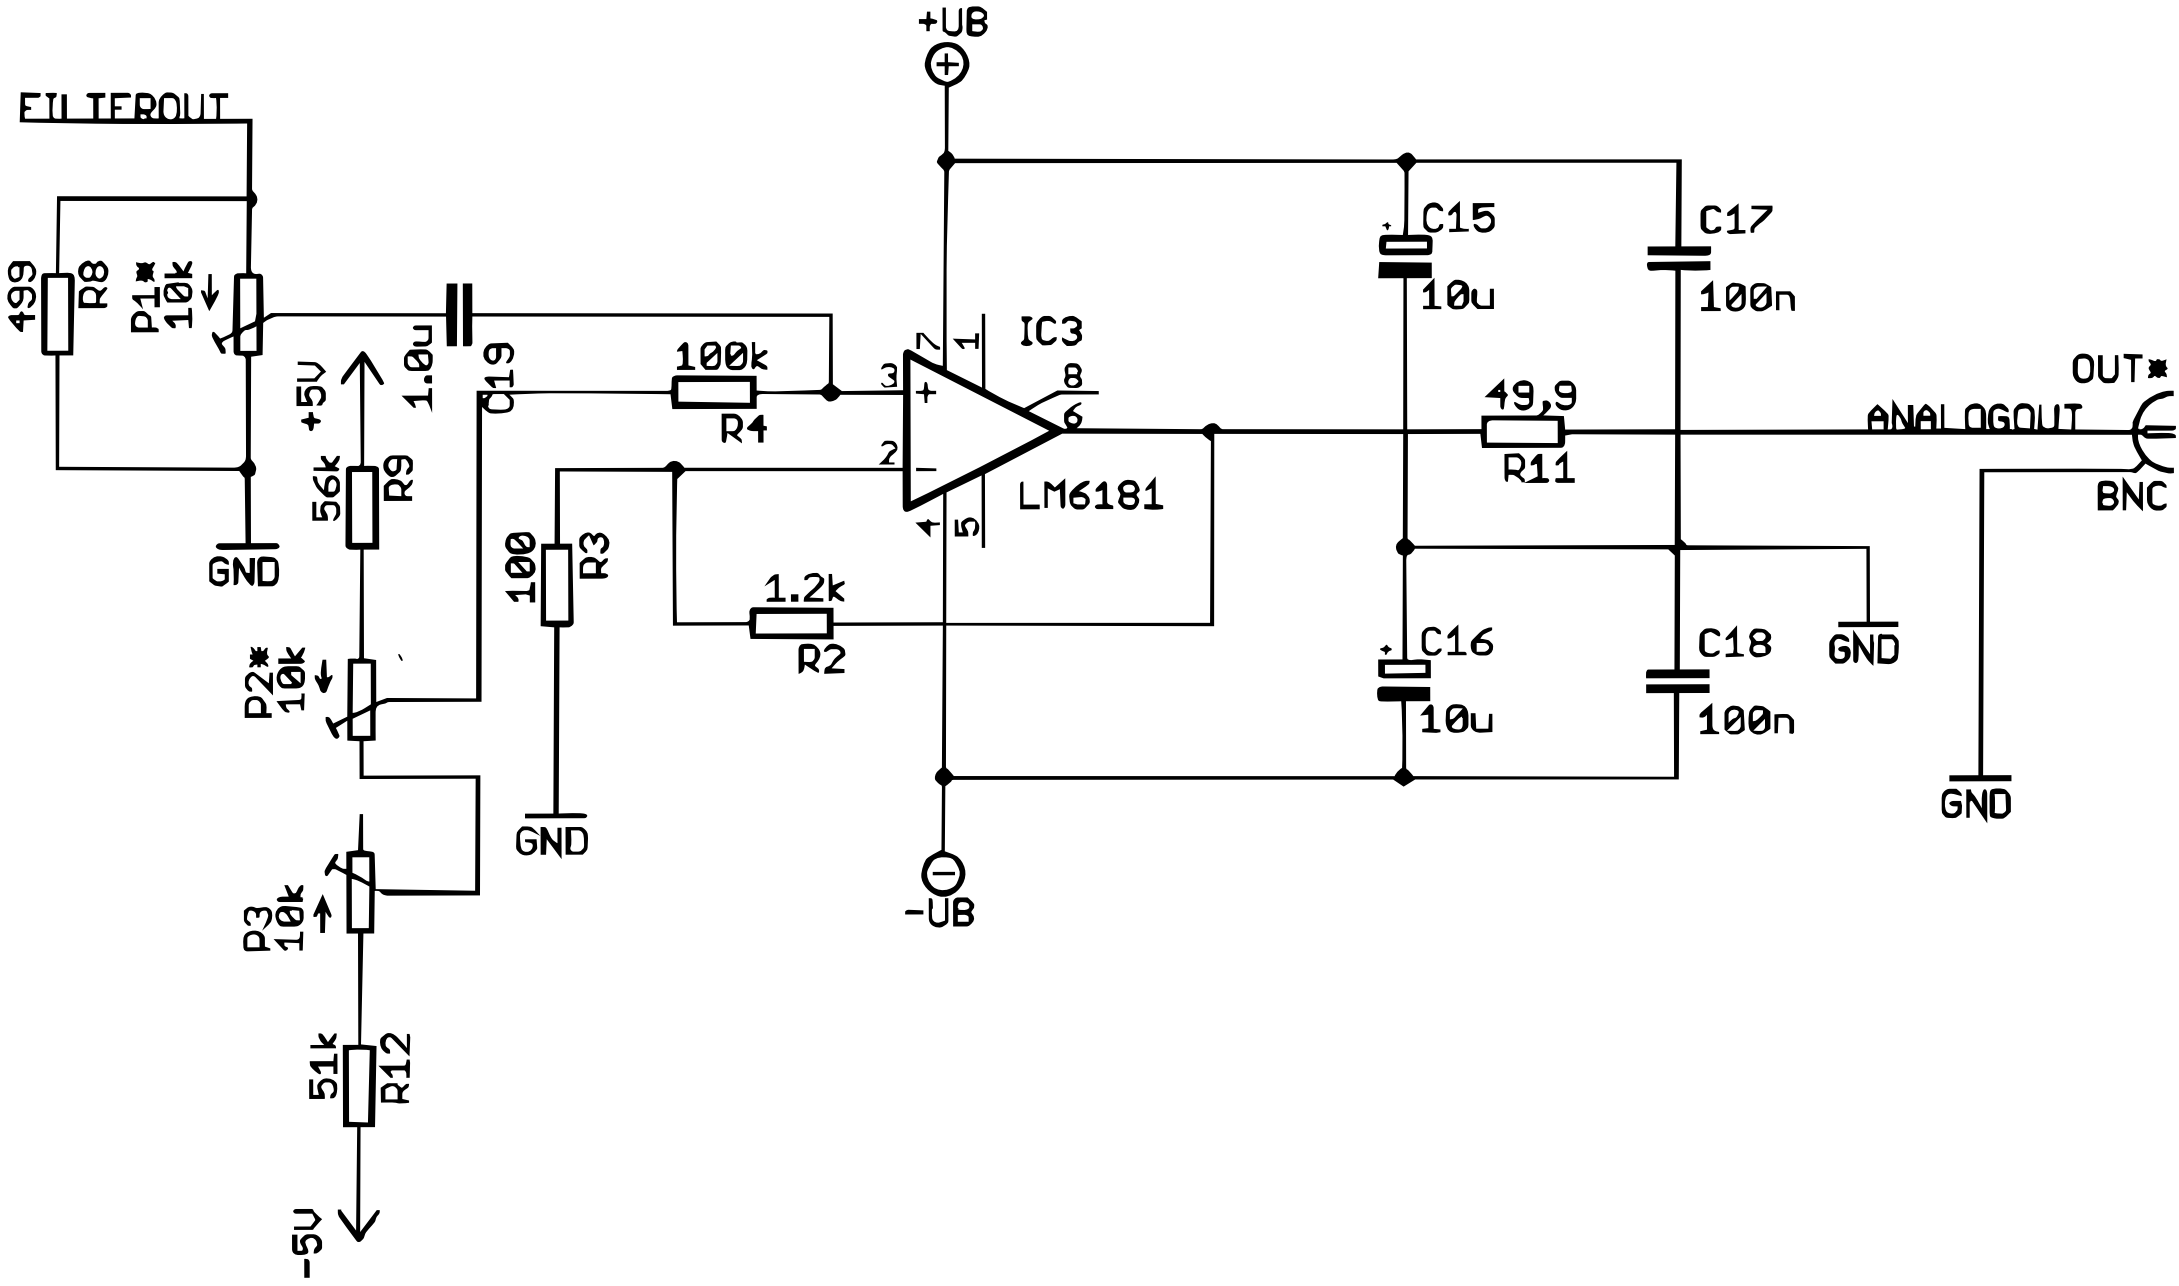 +UB
FILTEROUT
499
R8
P1*
10k
+5V
1.0u
C19
100k
R4
56k
R9
100
R3
1.2k
R2
3
2
7
1
8
6
4
5
IC3
LM6181
+
-
C15
+
10u
C17
100n
49,9
R11
ANALOGOUT
OUT*
BNC
GND
P2*
10k
GND
C16
+
10u
C18
100n
GND
GND
P3
10k
-UB
51k
R12
-5V